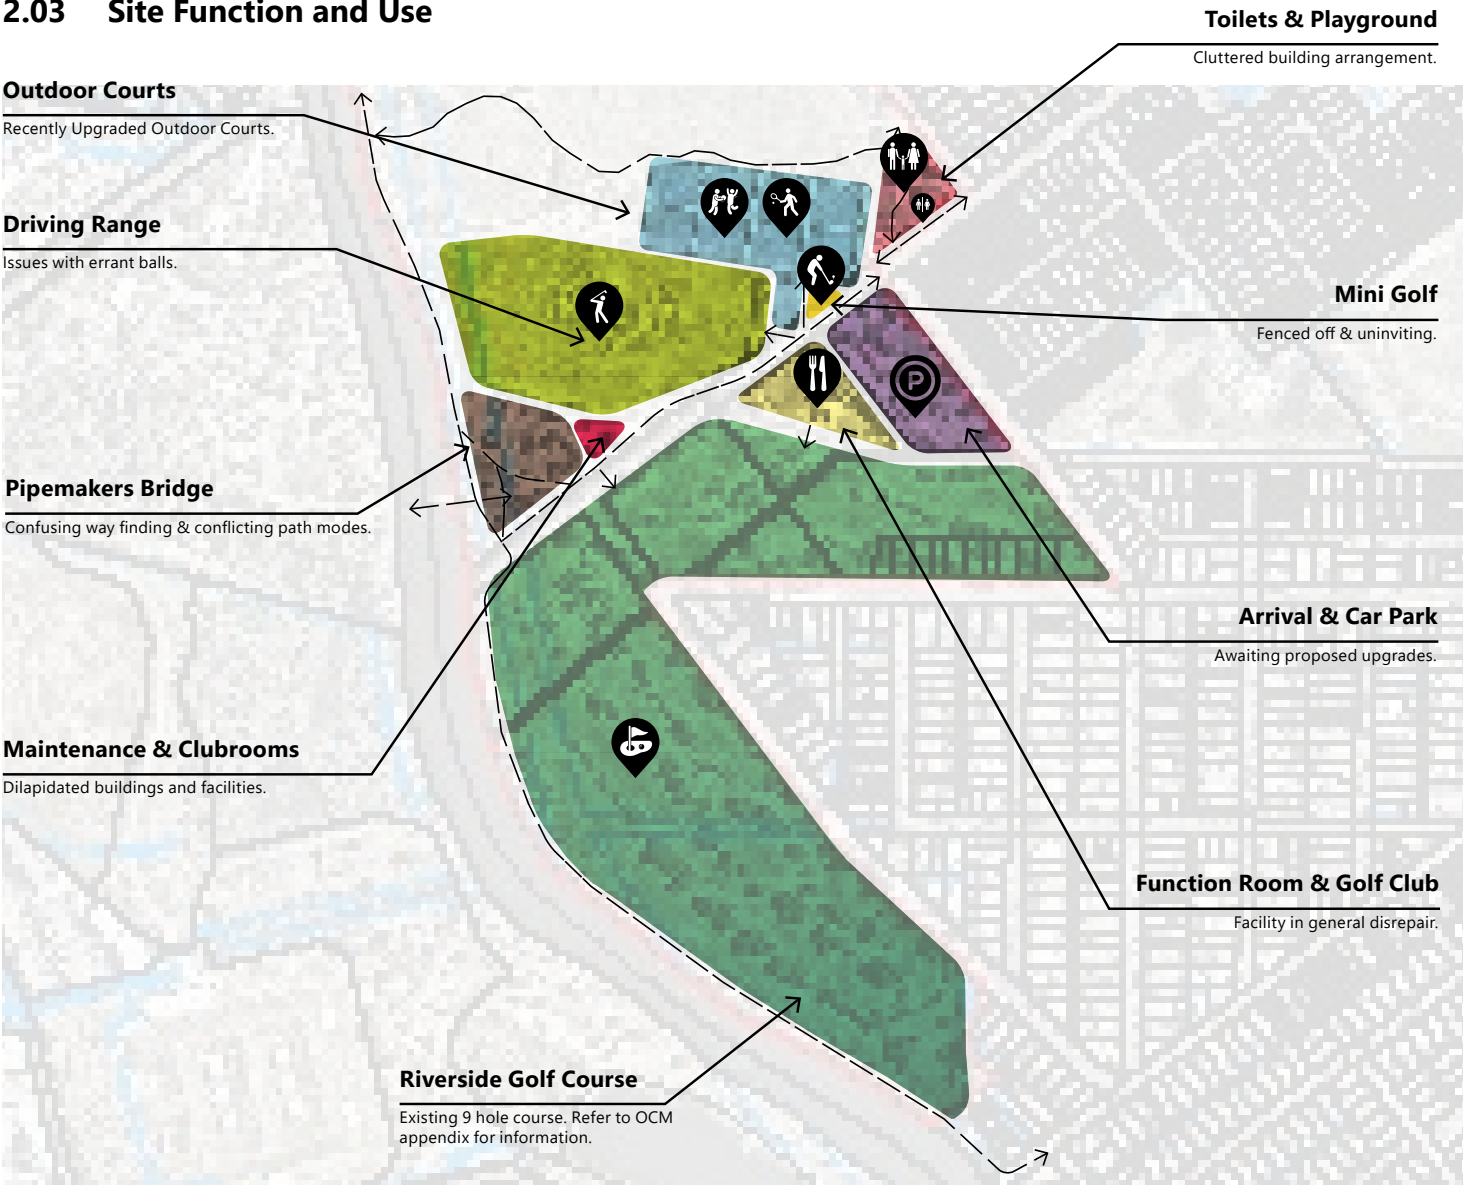 2.03 Site Function and Use
Toilets & Playground
Cluttered building arrangement.
Outdoor Courts
Recently Upgraded Outdoor Courts.
Driving Range
Issues with errant balls.
Mini Golf
Fenced off & uninviting.
P
Pipemakers Bridge
Confusing way finding & conflicting path modes.
Arrival & Car Park
Awaiting proposed upgrades.
Maintenance & Clubrooms
Dilapidated buildings and facilities.
Function Room & Golf Club
Facility in general disrepair.
Riverside Golf Course
Existing 9 hole course. Refer to OCM
appendix for information.